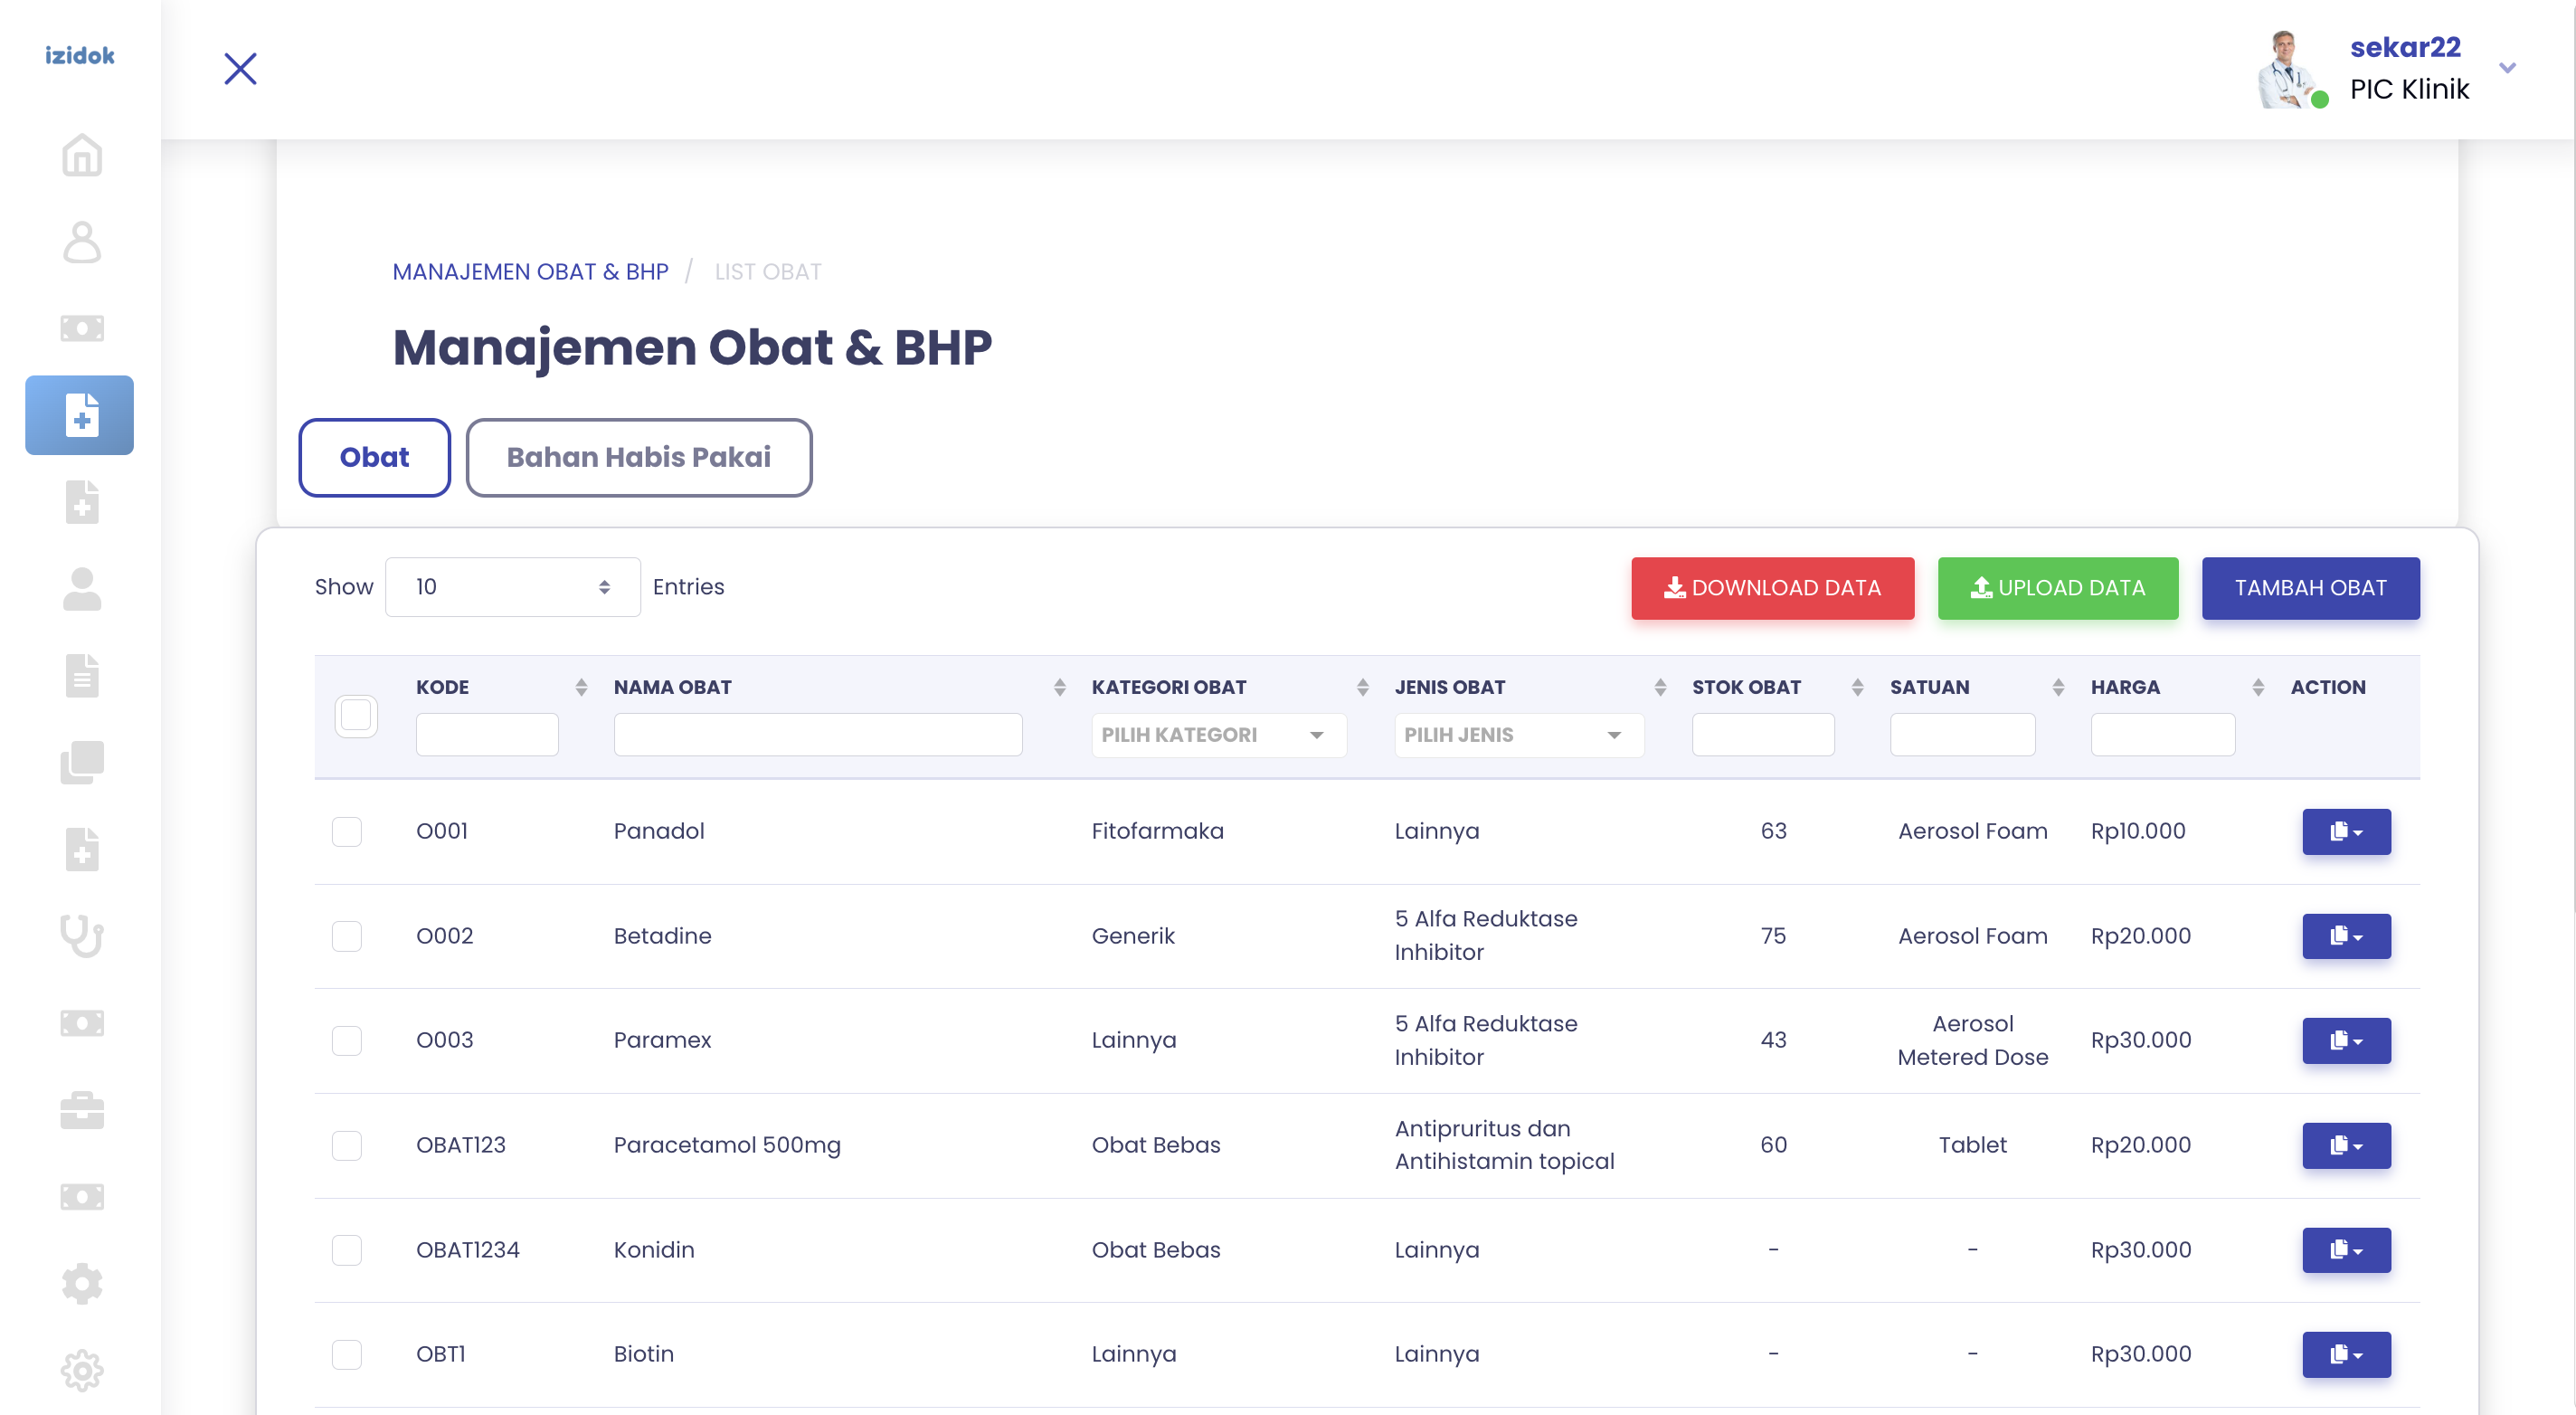 izidok
sekar22
PIC Klinik
MANAJEMEN OBAT & BHP / LIST OBAT
Manajemen Obat & BHP
Obat Bahan Habis Pakai
Show 10 Entries DOWNLOAD DATA UPLOAD DATA TAMBAH OBAT
KODE NAMA OBAT KATEGORI OBAT JENIS OBAT STOK OBAT SATUAN HARGA ACTION
PILIH KATEGORI PILIH JENIS
O001 Panadol Fitofarmaka Lainnya 63 Aerosol Foam Rp10.000
O002 Betadine Generik 5 Alfa Reduktase Inhibitor 75 Aerosol Foam Rp20.000
O003 Paramex Lainnya 5 Alfa Reduktase Inhibitor 43 Aerosol Metered Dose Rp30.000
OBAT123 Paracetamol 500mg Obat Bebas Antipruritus dan Antihistamin topical 60 Tablet Rp20.000
OBAT1234 Konidin Obat Bebas Lainnya - - Rp30.000
OBT1 Biotin Lainnya Lainnya - - Rp30.000